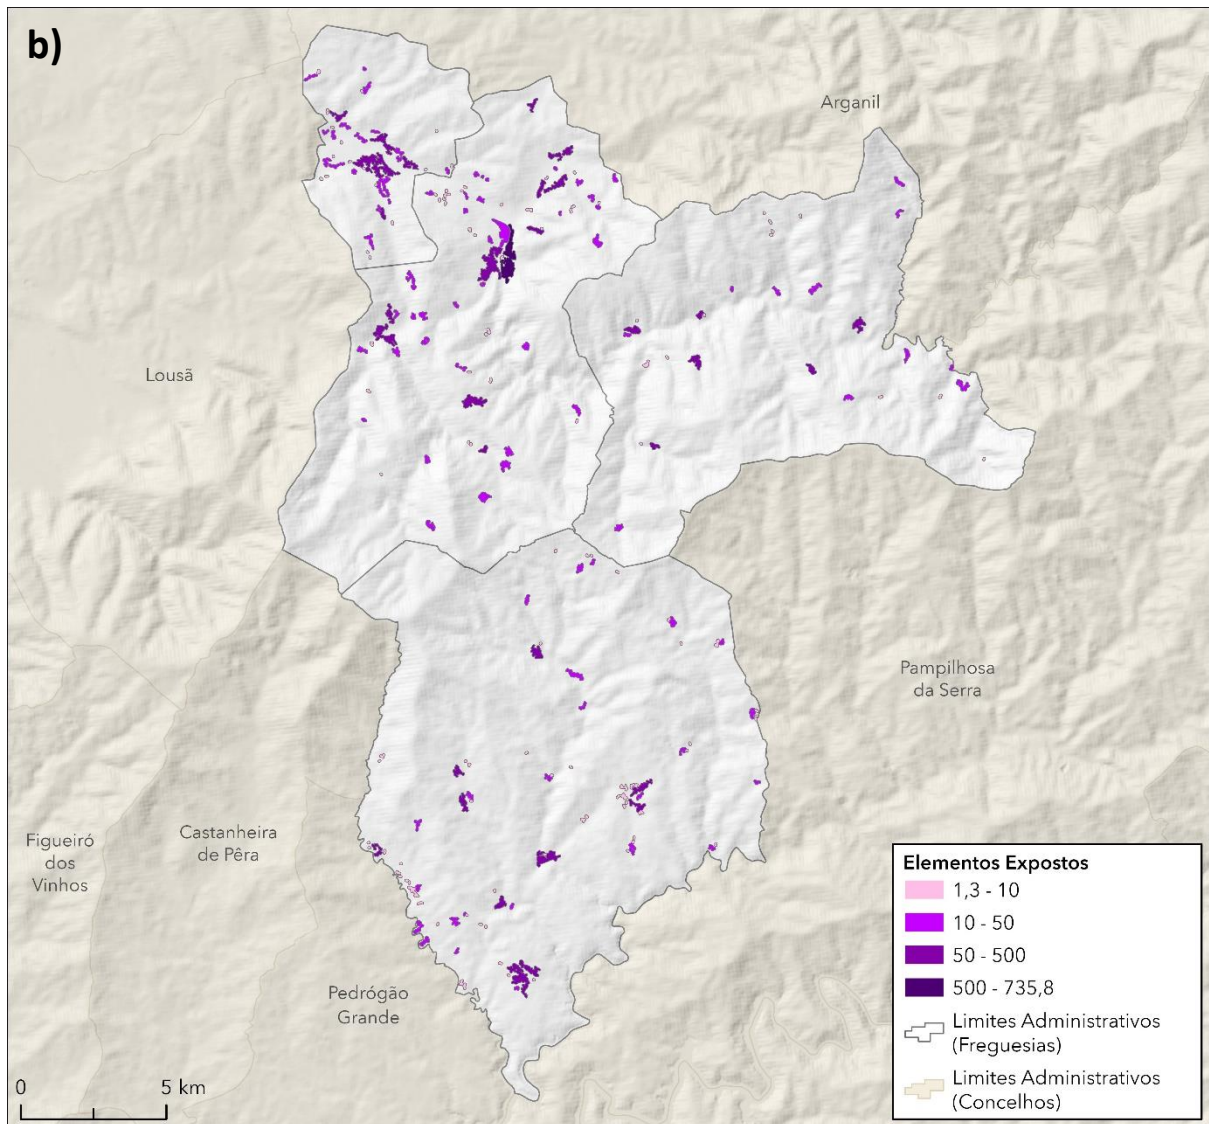 b)
Arganil
Lousã
Pampilhosa
da Serra
Figueiró
dos
Vinhos
Castanheira
de Pêra
Pedrógão
Grande
0 5 km
Elementos Expostos
1,3 - 10
10 - 50
50 - 500
500 - 735,8
Limites Administrativos
(Freguesias)
Limites Administrativos
(Concelhos)